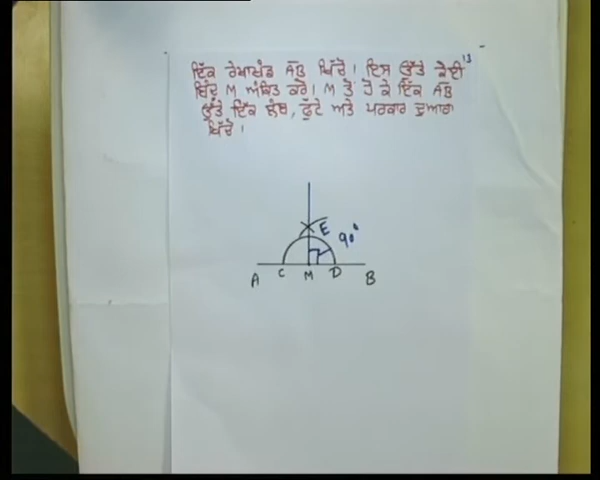 ਇੱਕ ਰੇਖਾਖੰਡ AB ਖਿੱਚੋ। ਇਸ ਉੱਤੇ ਕੋਈ
ਬਿੰਦੂ M ਅੰਕਿਤ ਕਰੋ। M ਤੋਂ ਹੋ ਕੇ ਇੱਕ AB
ਉੱਤੇ ਇੱਕ ਲੰਬ, ਫੁੱਟੇ ਅਤੇ ਪਰਕਾਰ ਦੁਆਰਾ
ਖਿੱਚੋ।
E 90°
A C M D B